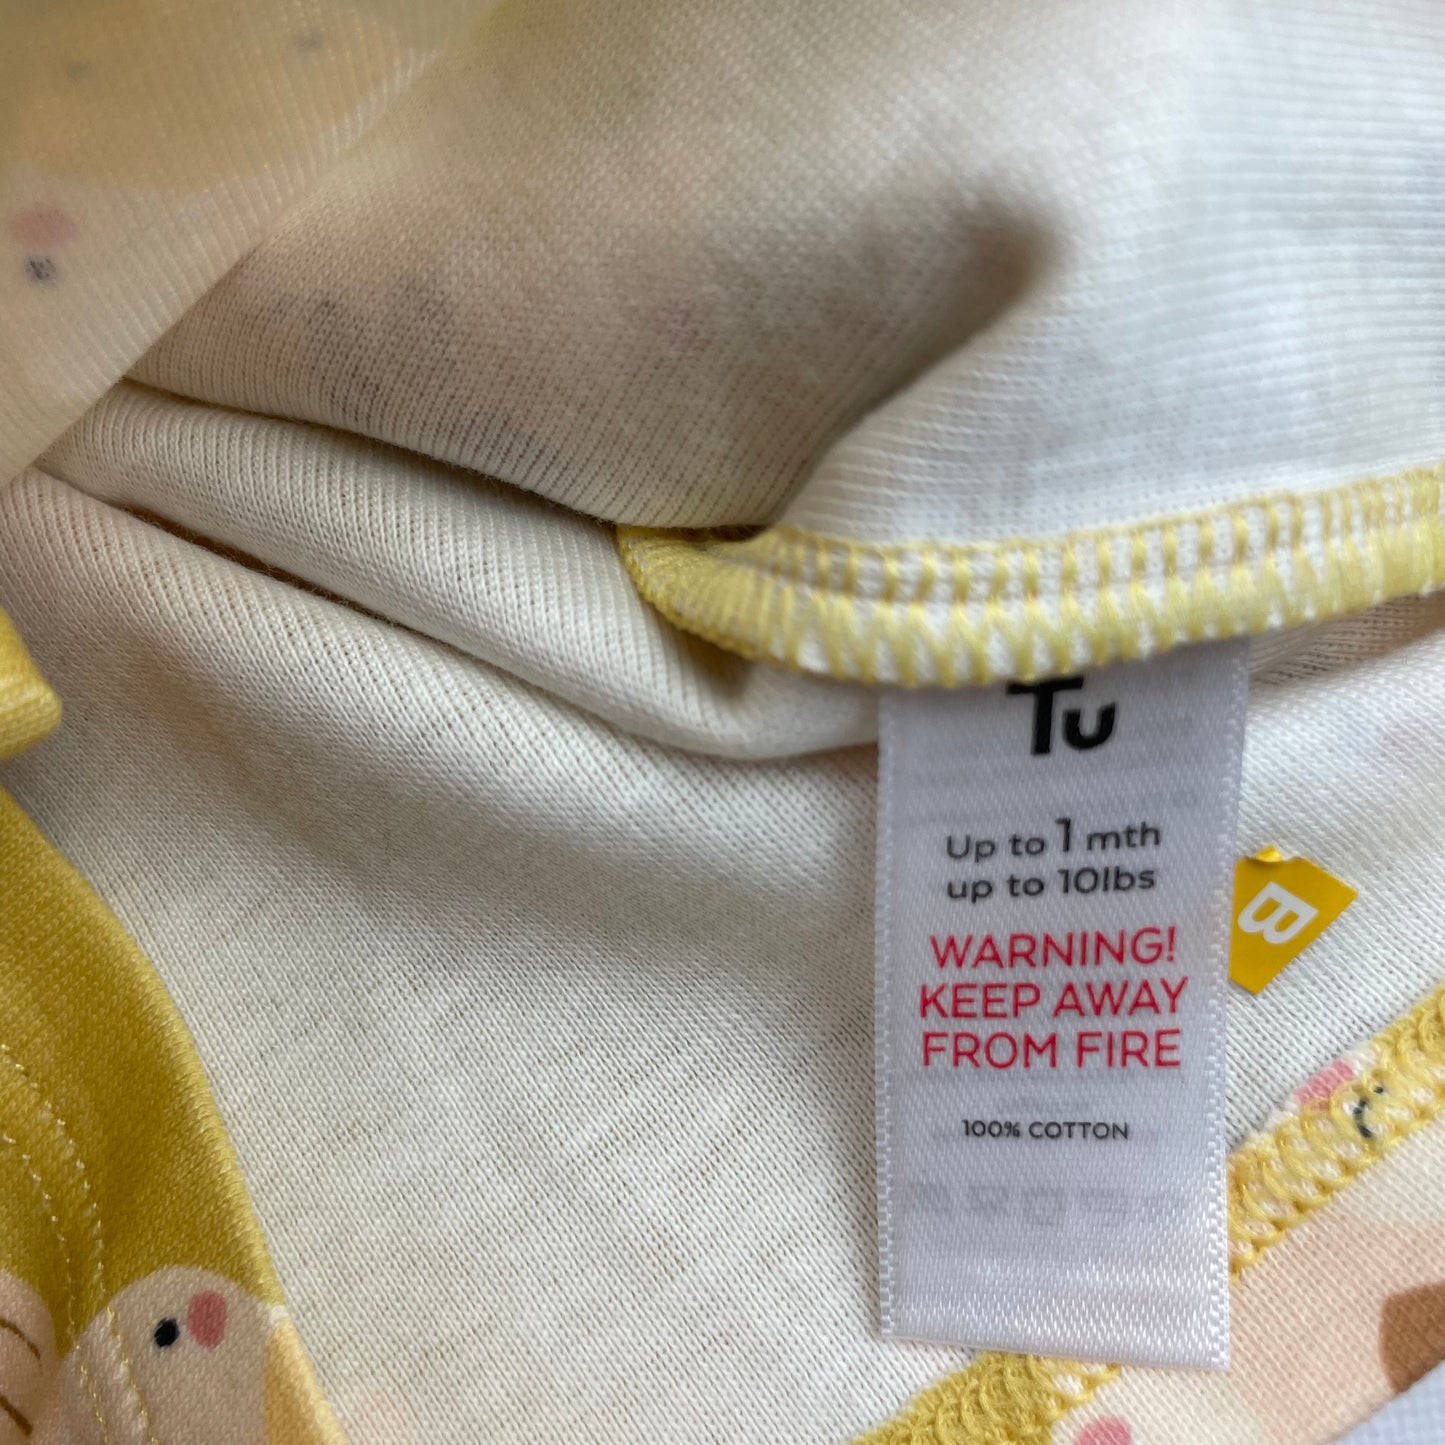 Tu
Up to 1 mth
up to 10lbs
WARNING!
KEEP AWAY
FROM FIRE
100% COTTON
B